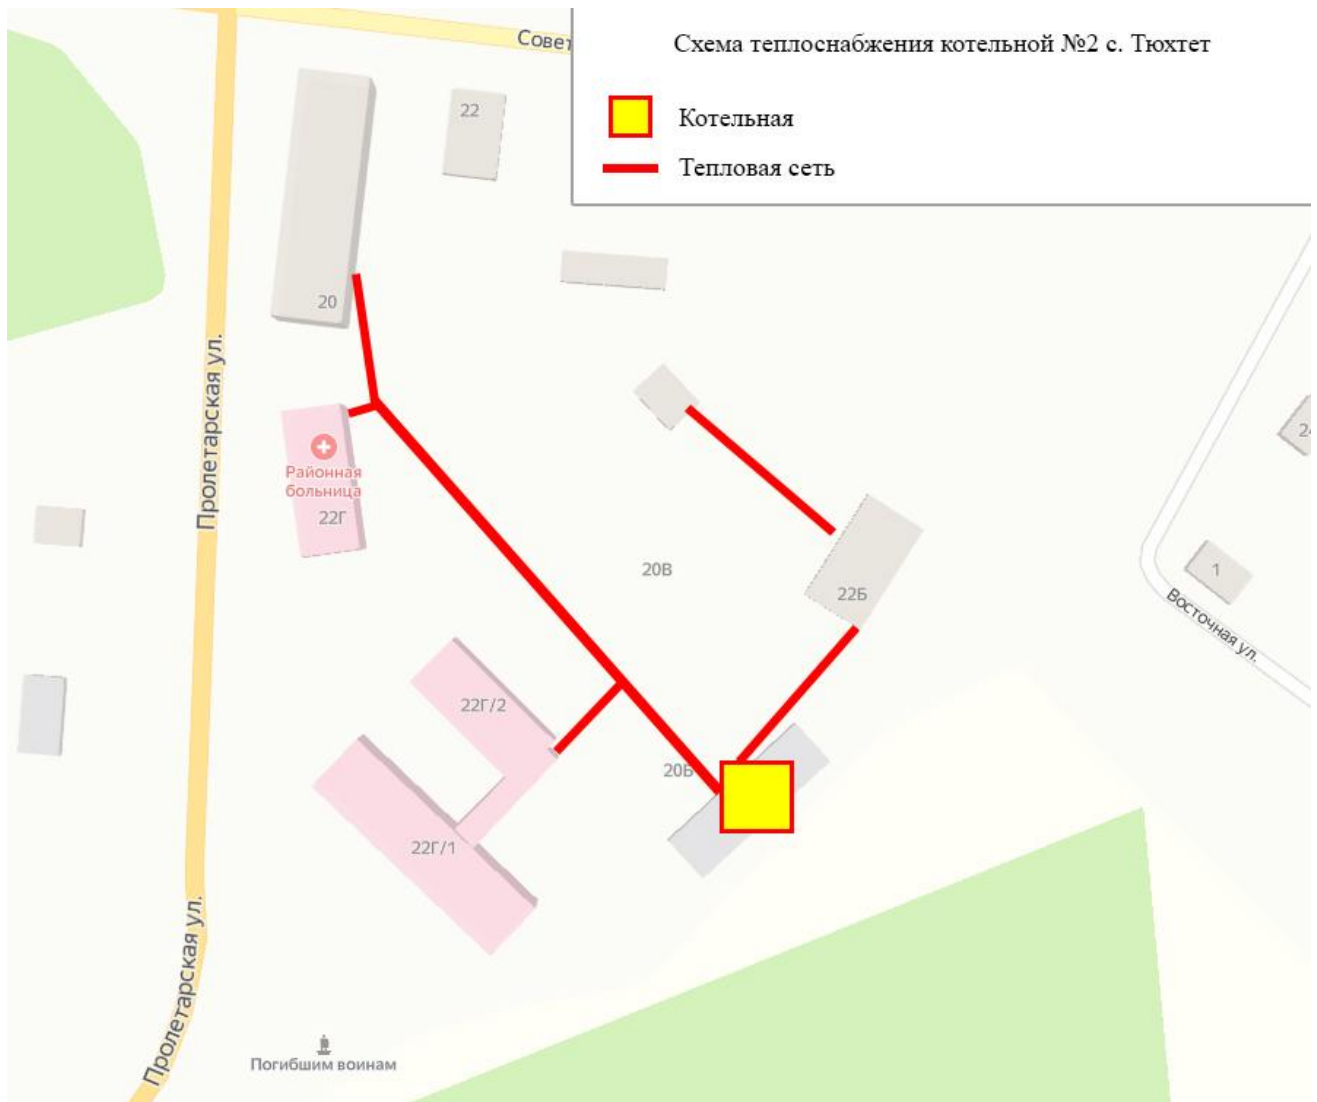 Совет
Схема теплоснабжения котельной №2 с. Тюхтет
Котельная
Тепловая сеть
22
20
Пролетарская ул.
Районная
больница
22Г
20В
22Б
24
1
Восточная ул.
22Г/2
20Б
22Г/1
Пролетарская ул.
Погибшим воинам